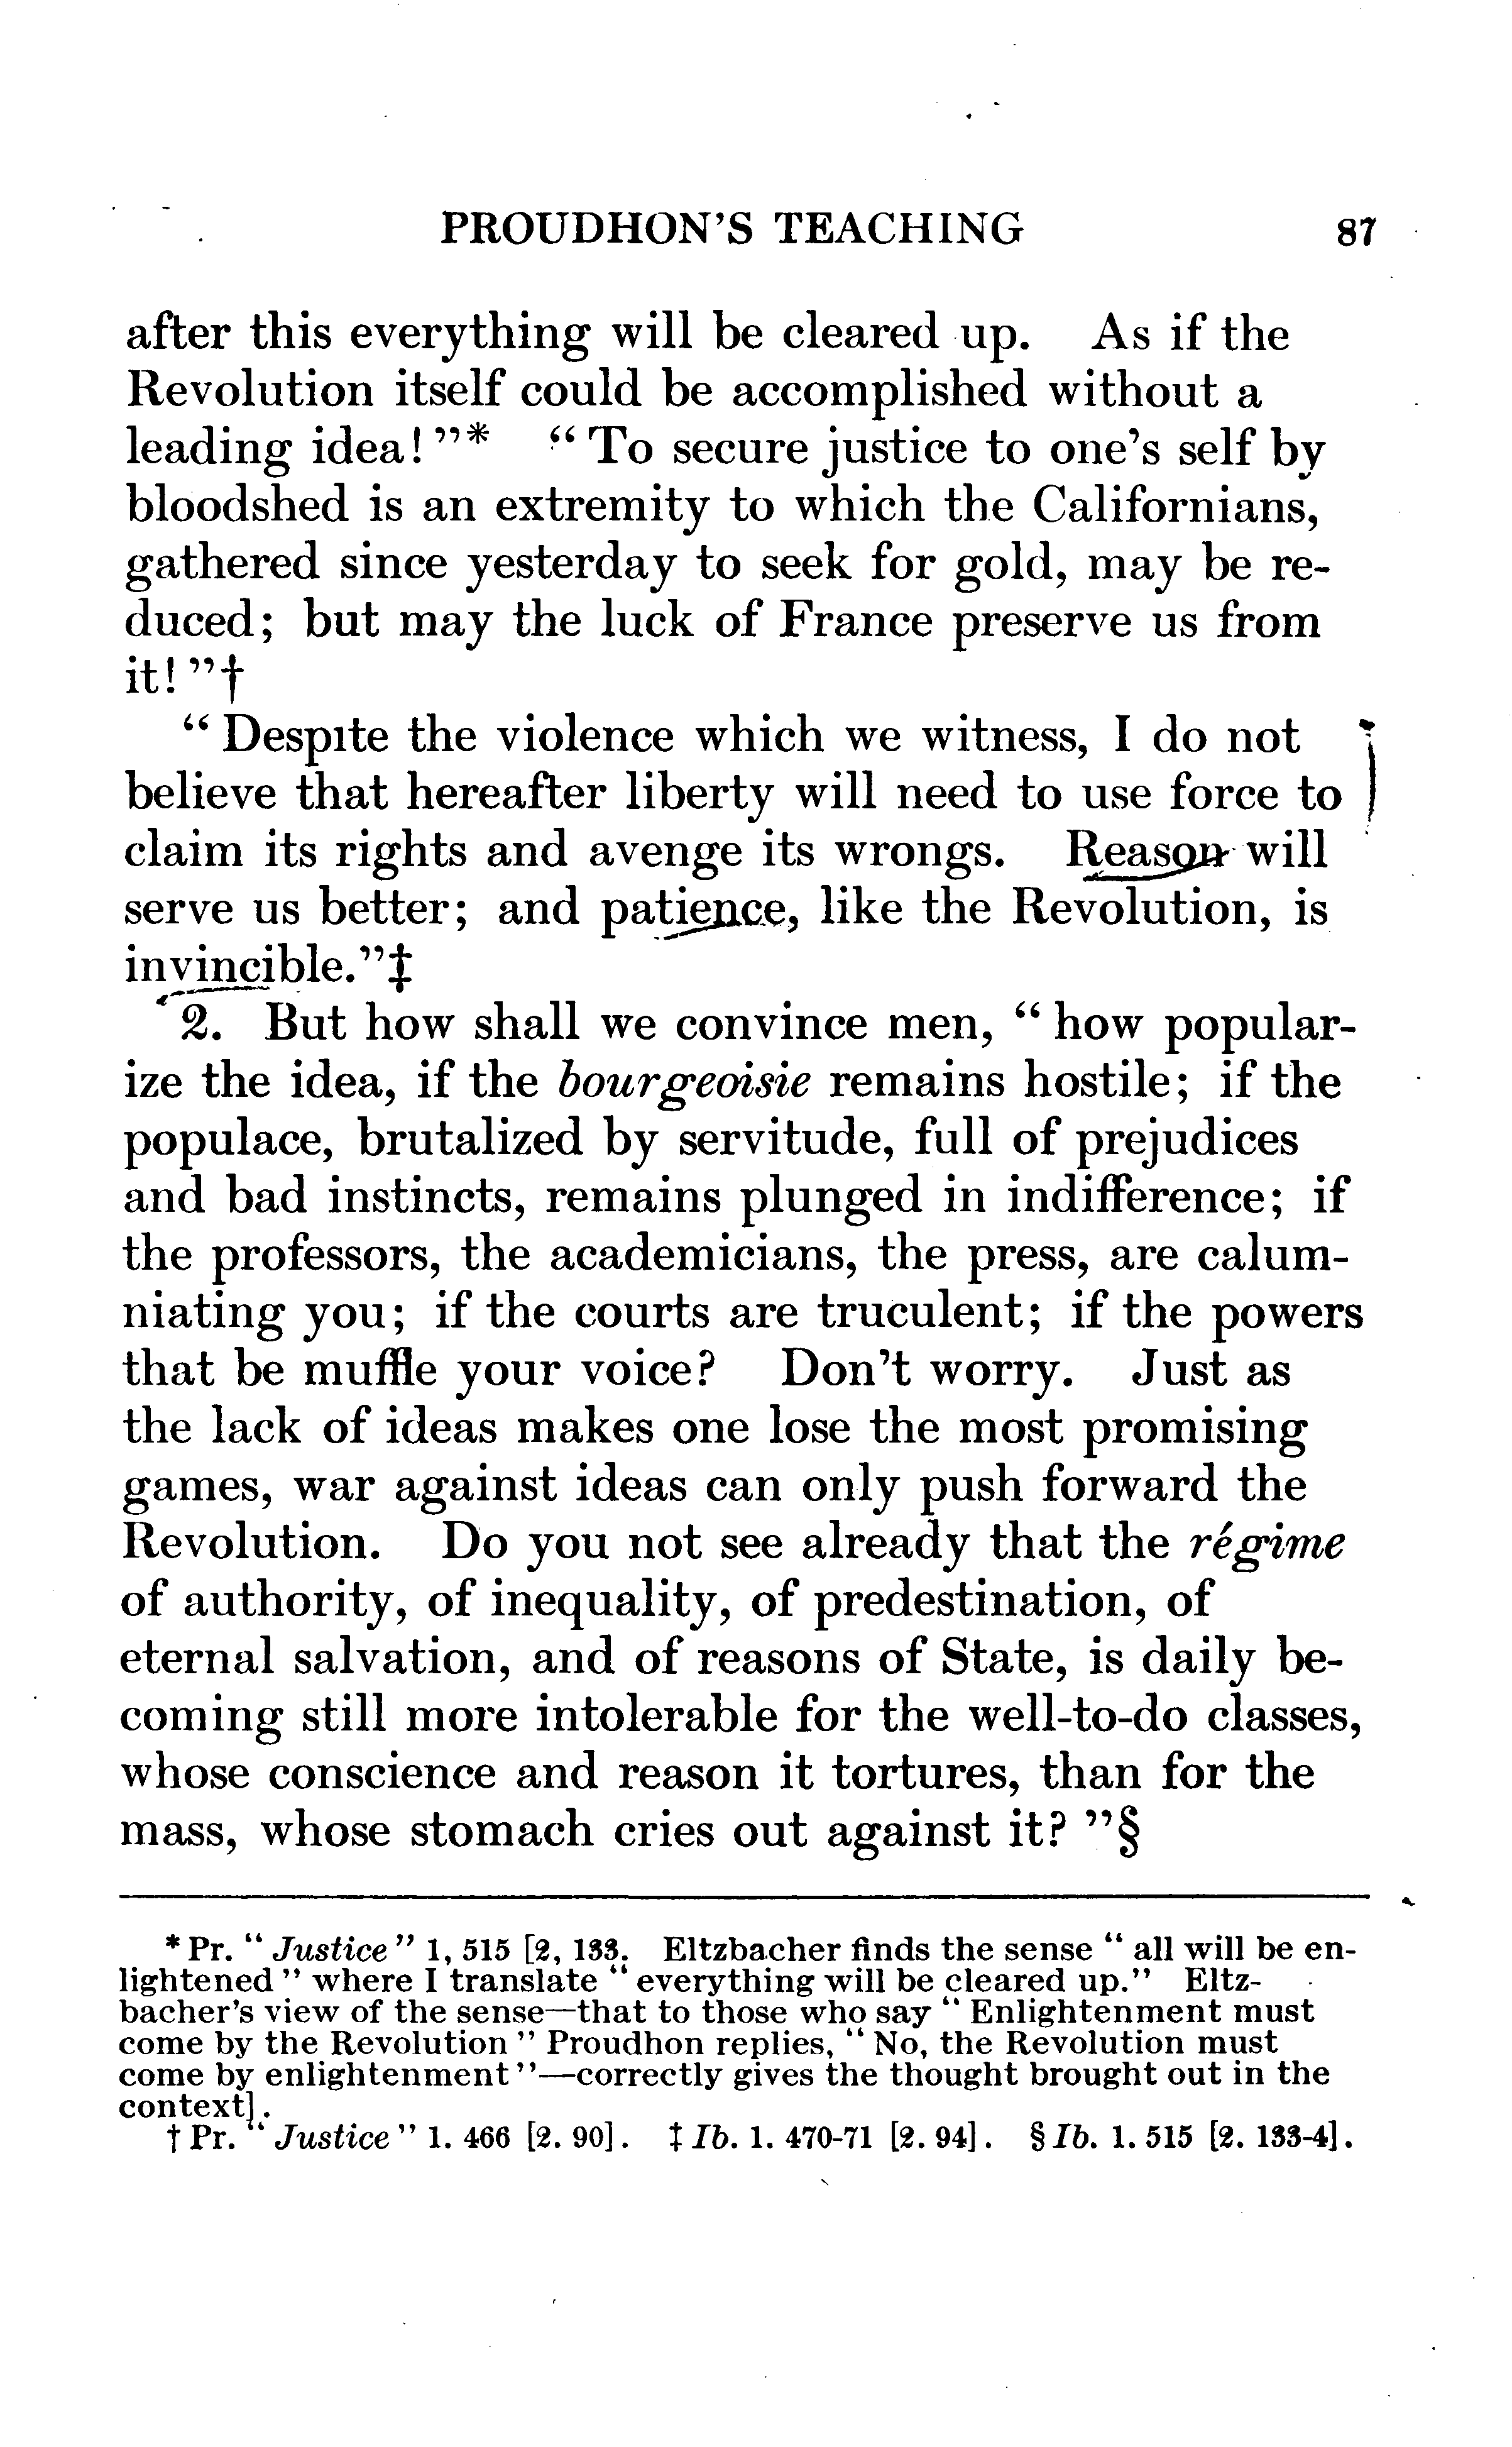 PROUDHON'S TEACHING 87
after this everything will be cleared up. As if the
Revolution itself could be accomplished without a
leading idea! "* " To secure justice to one's self by
bloodshed is an extremity to which the Californians,
gathered since yesterday to seek for gold, may be re-
duced; but may the luck of France preserve us from
it! "†
" Despite the violence which we witness, I do not
believe that hereafter liberty will need to use force to
claim its rights and avenge its wrongs. Reason will
serve us better; and patience, like the Revolution, is
invincible."‡
2. But how shall we convince men, " how popular-
ize the idea, if the bourgeoisie remains hostile; if the
populace, brutalized by servitude, full of prejudices
and bad instincts, remains plunged in indifference; if
the professors, the academicians, the press, are calum-
niating you; if the courts are truculent; if the powers
that be muffle your voice? Don't worry. Just as
the lack of ideas makes one lose the most promising
games, war against ideas can only push forward the
Revolution. Do you not see already that the régime
of authority, of inequality, of predestination, of
eternal salvation, and of reasons of State, is daily be-
coming still more intolerable for the well-to-do classes,
whose conscience and reason it tortures, than for the
mass, whose stomach cries out against it? "§
* Pr. " Justice " 1, 515 [2, 133. Eltzbacher finds the sense " all will be en-
lightened " where I translate " everything will be cleared up." Eltz-
bacher's view of the sense—that to those who say " Enlightenment must
come by the Revolution " Proudhon replies, " No, the Revolution must
come by enlightenment"—correctly gives the thought brought out in the
context].
† Pr. " Justice " 1. 466 [2. 90]. ‡ Ib. 1. 470-71 [2. 94]. § Ib. 1. 515 [2. 133-4].